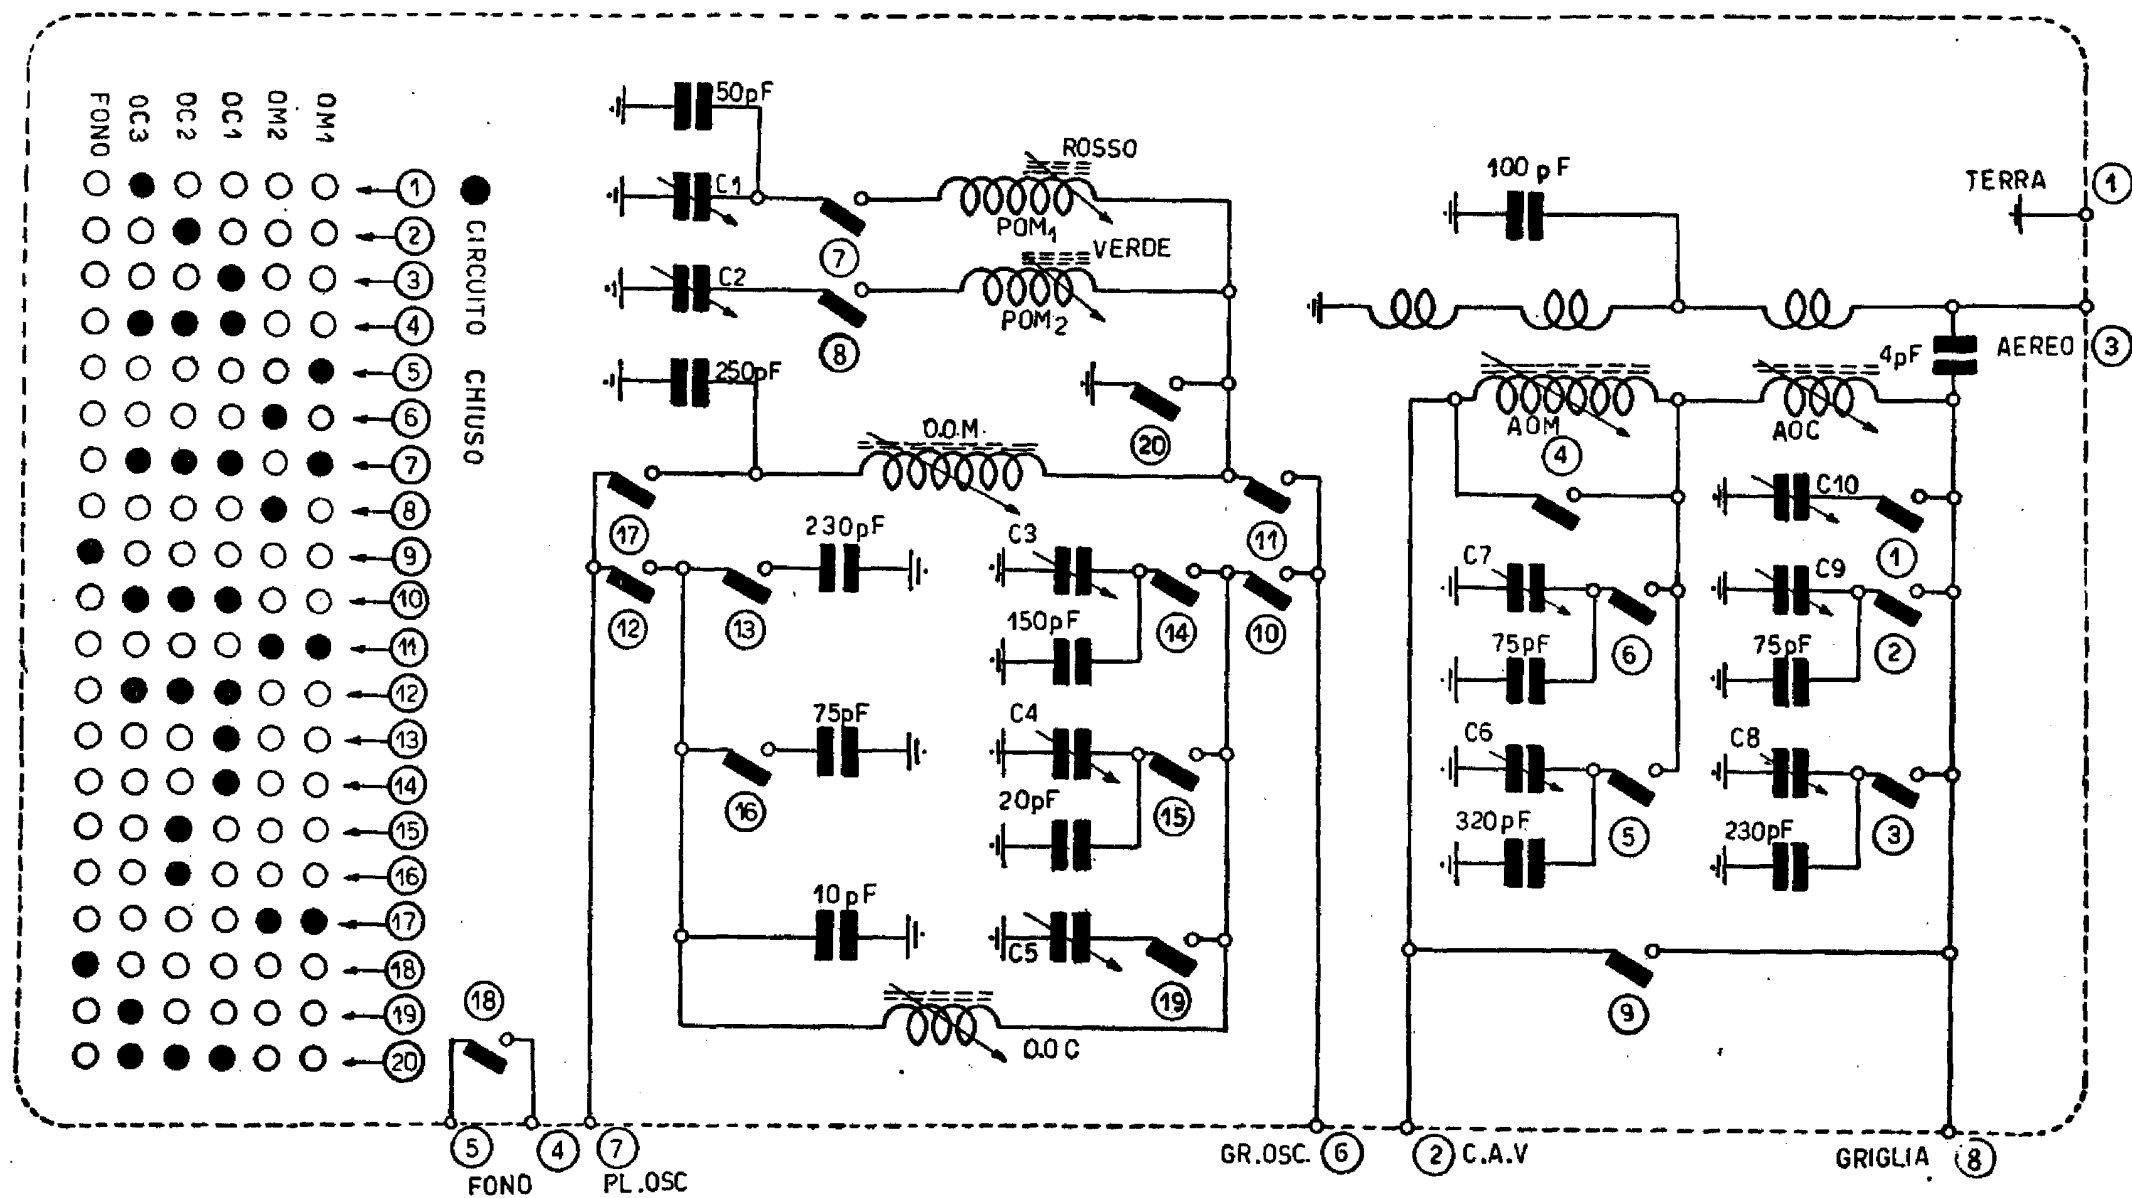 FONO
OC3
OC2
OC1
OM2
OM1
1
2
3
4
5
6
7
8
9
10
11
12
13
14
15
16
17
18
19
20
CIRCUITO CHIUSO
50pF
C1
7
ROSSO
POM1
C2
8
VERDE
POM2
250pF
20
O.O.M.
17
11
230pF
C3
12
13
14
10
150pF
75pF
C4
16
15
20pF
10pF
C5
19
O.O C
18
100 pF
TERRA
1
4pF
AEREO 3
AOM
4
AOC
C10
1
C7
C9
6
2
75pF
75pF
C6
C8
5
3
320pF
230pF
9
5
4
7
FONO
PL.OSC
GR.OSC. 6
2 C.A.V
GRIGLIA 8